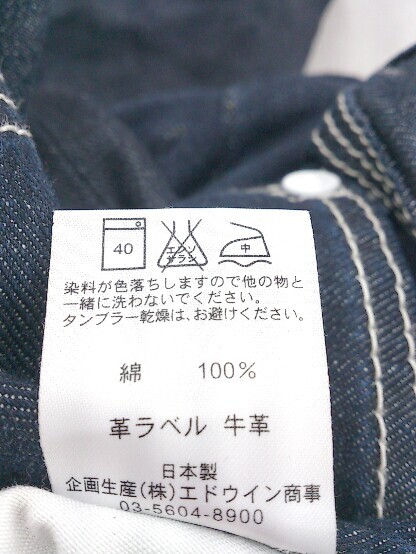 40 エンソ サラシ 中
染料が色落ちしますので他の物と
一緒に洗わないでください。
タンブラー乾燥は、お避けください。
綿 100%
革ラベル 牛革
日本製
企画生産(株)エドウイン商事
03-5604-8900